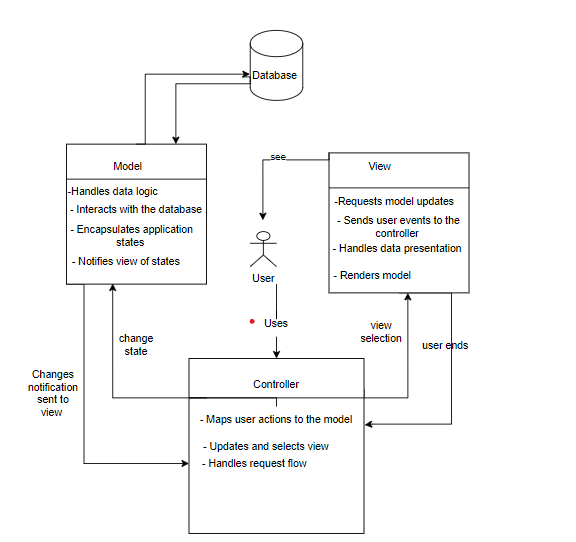 Database
Model
-Handles data logic
- Interacts with the database
- Encapsulates application
states
- Notifies view of states
see
View
-Requests model updates
- Sends user events to the
controller
- Handles data presentation
- Renders model
User
Uses
change
state
view
selection
user ends
Changes
notification
sent to
view
Controller
- Maps user actions to the model
- Updates and selects view
- Handles request flow